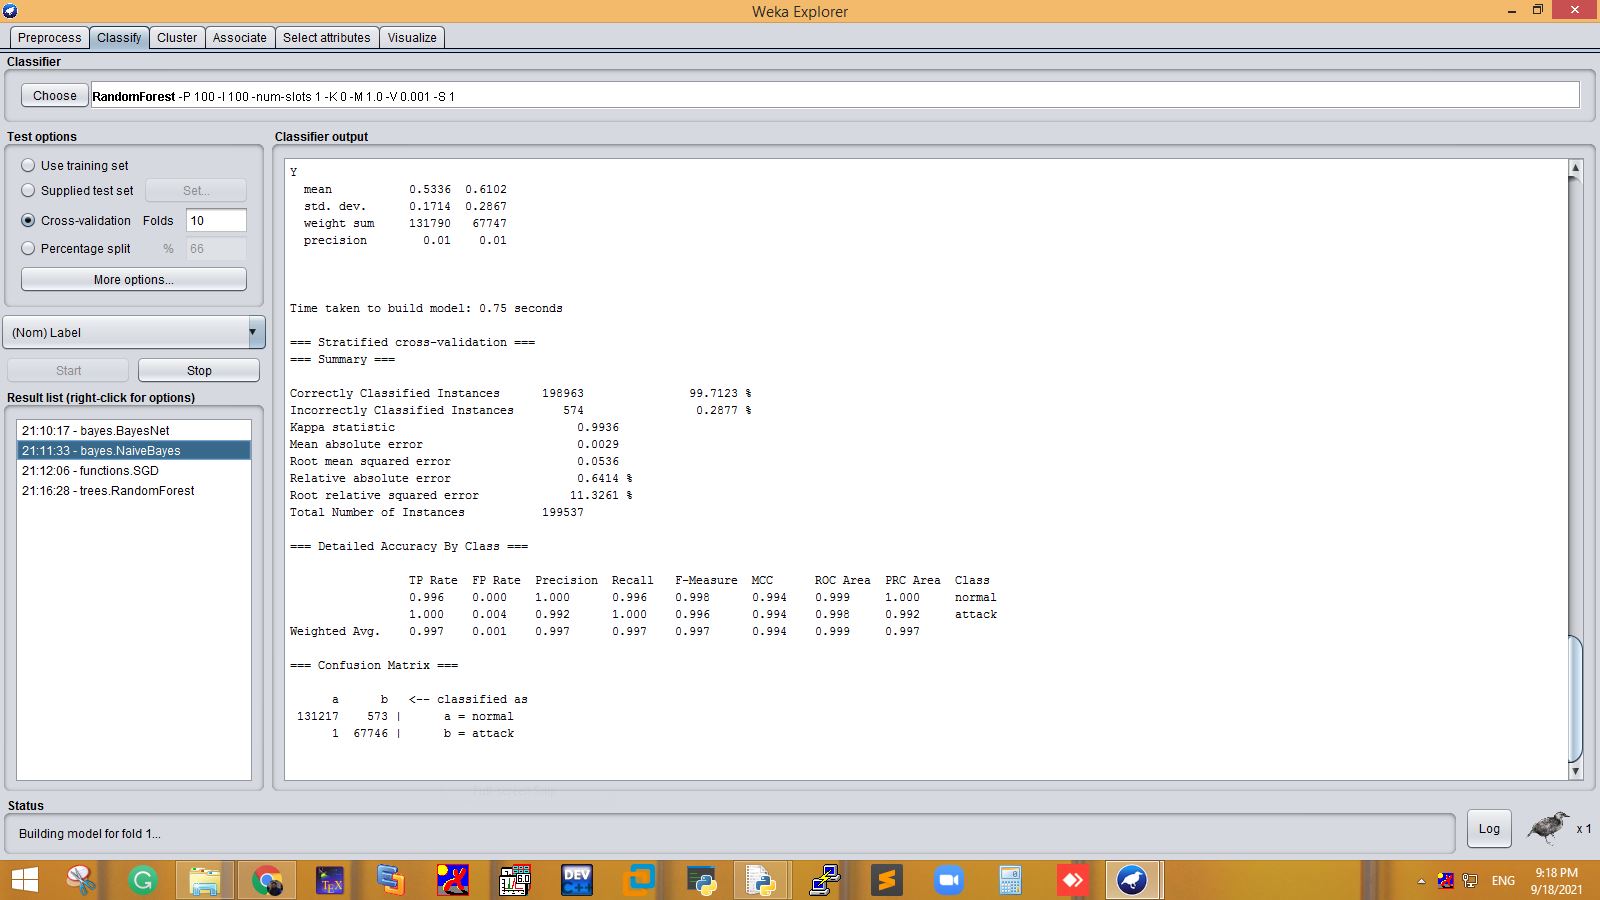 Weka Explorer
Preprocess Classify Cluster Associate Select attributes Visualize
Classifier
Choose RandomForest -P 100 -I 100 -num-slots 1 -K 0 -M 1.0 -V 0.001 -S 1
Test options
Use training set
Supplied test set Set...
Cross-validation Folds 10
Percentage split % 66
More options...
(Nom) Label
Start Stop
Result list (right-click for options)
21:10:17 - bayes.BayesNet
21:11:33 - bayes.NaiveBayes
21:12:06 - functions.SGD
21:16:28 - trees.RandomForest
Classifier output
Y
mean 0.5336 0.6102
std. dev. 0.1714 0.2867
weight sum 131790 67747
precision 0.01 0.01
Time taken to build model: 0.75 seconds
=== Stratified cross-validation ===
=== Summary ===
Correctly Classified Instances 198963 99.7123 %
Incorrectly Classified Instances 574 0.2877 %
Kappa statistic 0.9936
Mean absolute error 0.0029
Root mean squared error 0.0536
Relative absolute error 0.6414 %
Root relative squared error 11.3261 %
Total Number of Instances 199537
=== Detailed Accuracy By Class ===
TP Rate FP Rate Precision Recall F-Measure MCC ROC Area PRC Area Class
0.996 0.000 1.000 0.996 0.998 0.994 0.999 1.000 normal
1.000 0.004 0.992 1.000 0.996 0.994 0.998 0.992 attack
Weighted Avg. 0.997 0.001 0.997 0.997 0.997 0.994 0.999 0.997
=== Confusion Matrix ===
a b <-- classified as
131217 573 | a = normal
1 67746 | b = attack
Status
Building model for fold 1...
Log x 1
TEX
6.0
DEV
C++
ENG
9:18 PM
9/18/2021